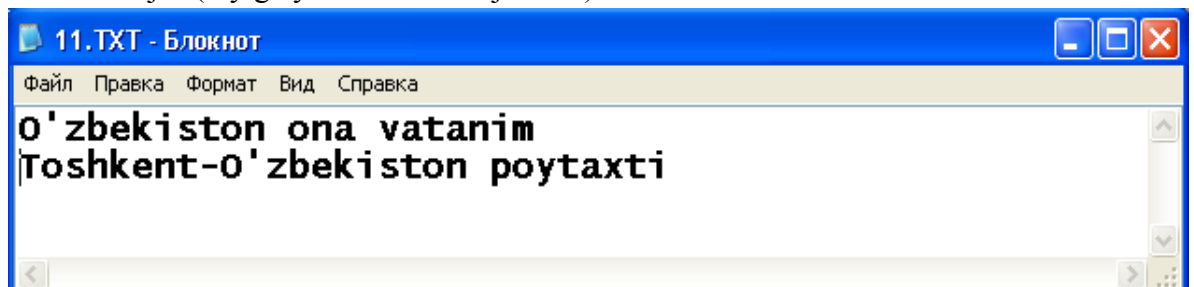 11.TXT - Блокнот
Файл Правка Формат Вид Справка
O'zbekiston ona vatanim
Toshkent-O'zbekiston poytaxti